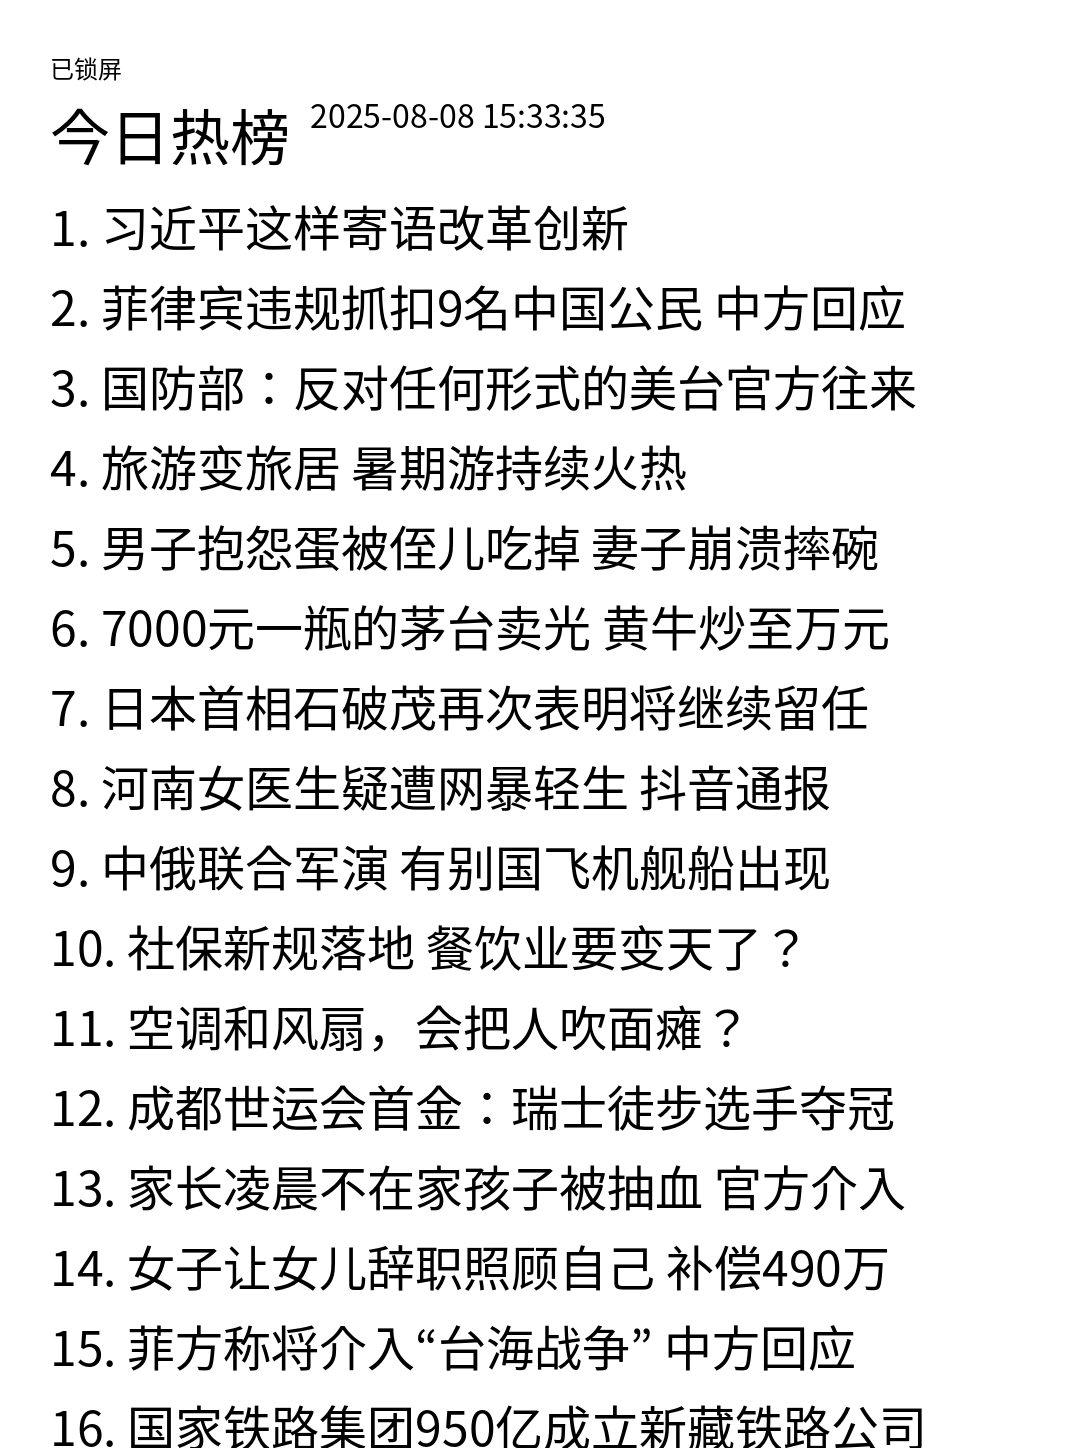 已锁屏
今日热榜 2025-08-08 15:33:35
1. 习近平这样寄语改革创新
2. 菲律宾违规抓扣9名中国公民 中方回应
3. 国防部：反对任何形式的美台官方往来
4. 旅游变旅居 暑期游持续火热
5. 男子抱怨蛋被侄儿吃掉 妻子崩溃摔碗
6. 7000元一瓶的茅台卖光 黄牛炒至万元
7. 日本首相石破茂再次表明将继续留任
8. 河南女医生疑遭网暴轻生 抖音通报
9. 中俄联合军演 有别国飞机舰船出现
10. 社保新规落地 餐饮业要变天了？
11. 空调和风扇，会把人吹面瘫？
12. 成都世运会首金：瑞士徒步选手夺冠
13. 家长凌晨不在家孩子被抽血 官方介入
14. 女子让女儿辞职照顾自己 补偿490万
15. 菲方称将介入“台海战争” 中方回应
16. 国家铁路集团950亿成立新藏铁路公司